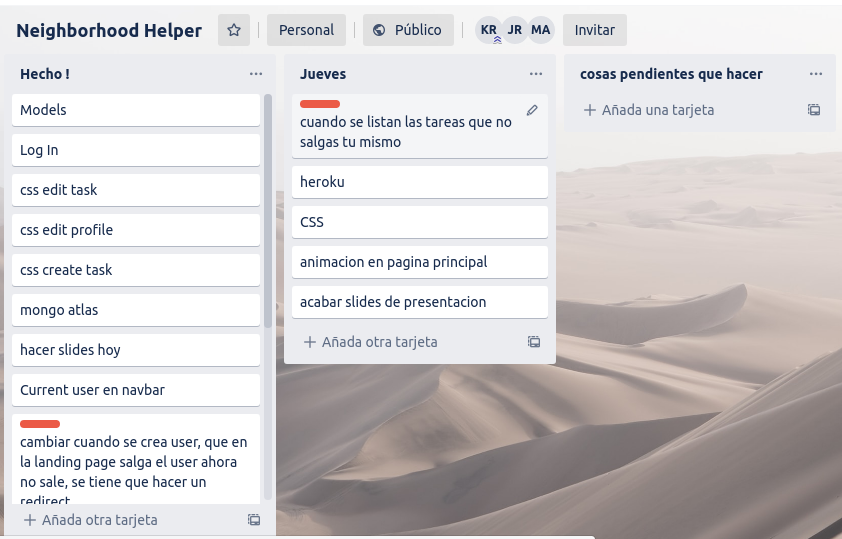 Neighborhood Helper
Personal
Público
KR
JR
MA
Invitar
Hecho !
Models
Log In
css edit task
css edit profile
css create task
mongo atlas
hacer slides hoy
Current user en navbar
cambiar cuando se crea user, que en
la landing page salga el user ahora
no sale, se tiene que hacer un
redirect
Añada otra tarjeta
Jueves
cuando se listan las tareas que no
salgas tu mismo
heroku
CSS
animacion en pagina principal
acabar slides de presentacion
Añada otra tarjeta
cosas pendientes que hacer
Añada una tarjeta